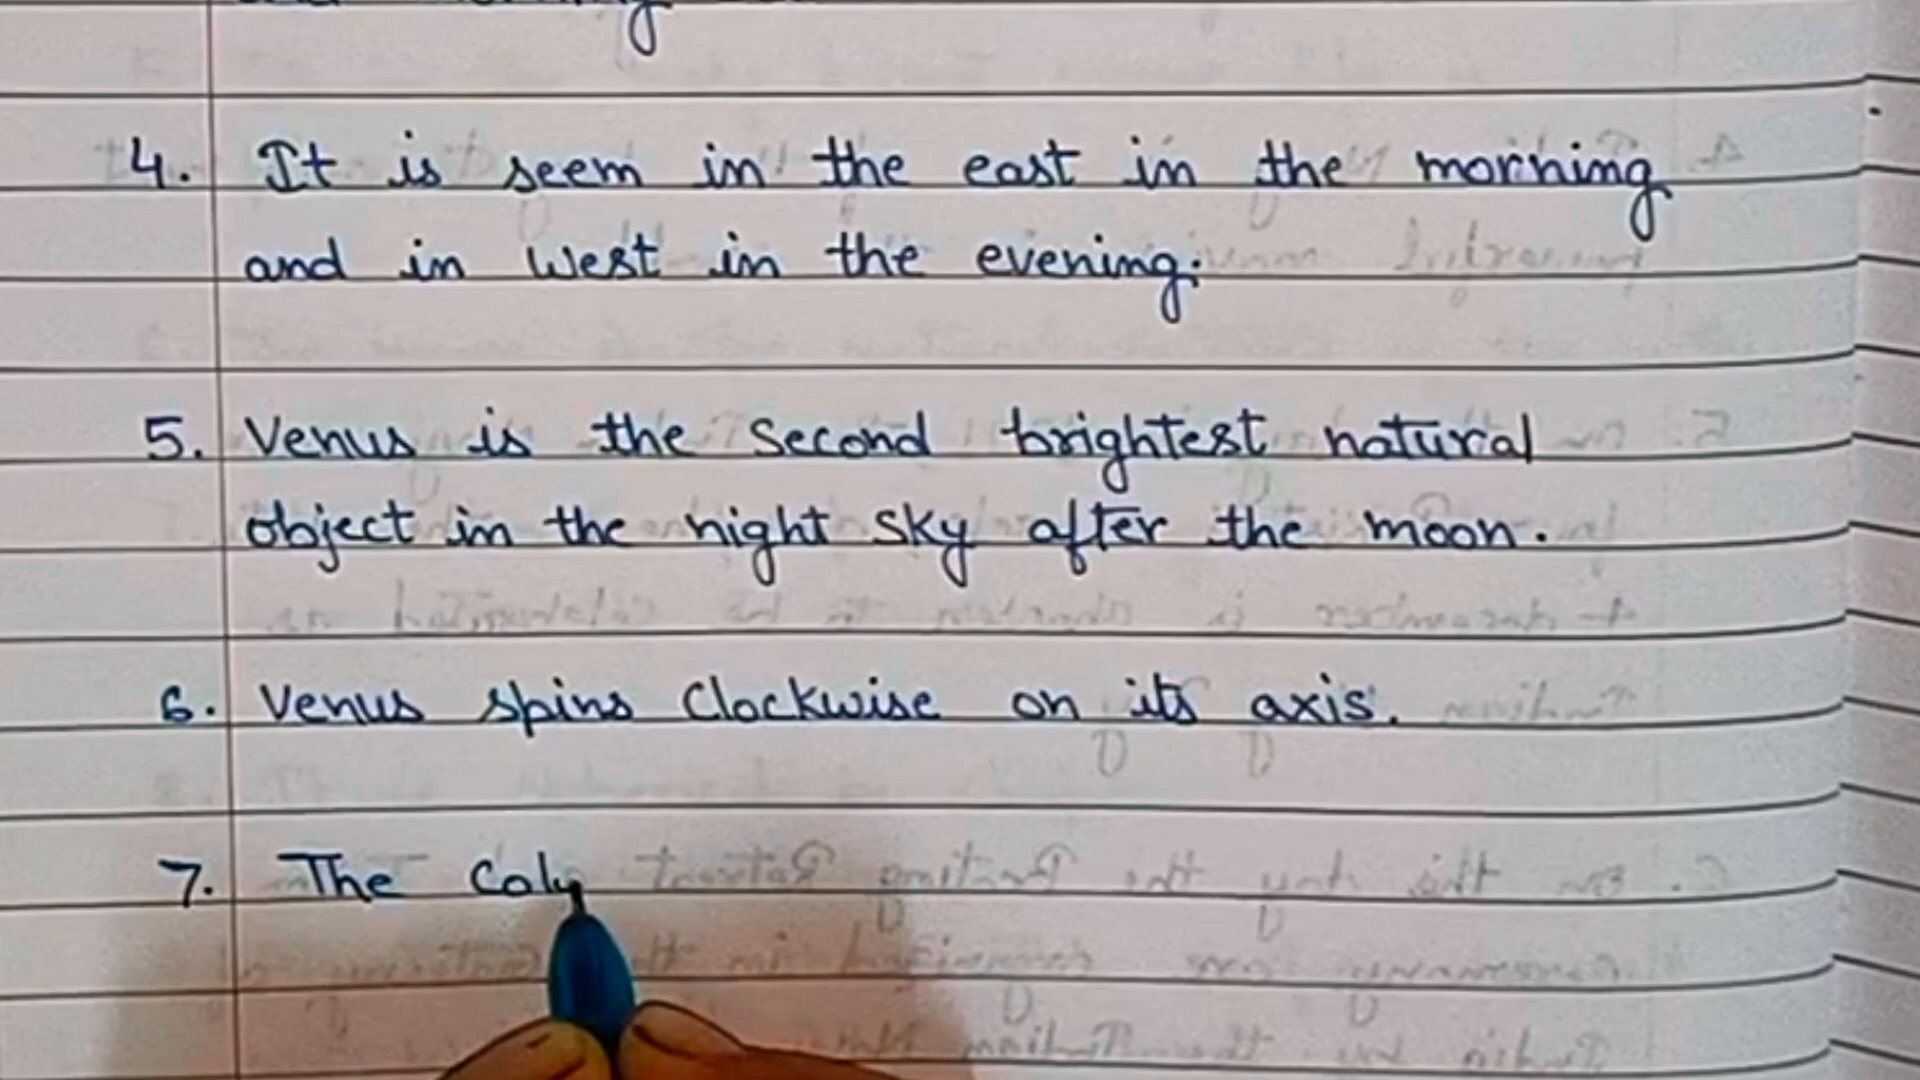 4. It is seem in the east in the morning
and in West in the evening.
5. Venus is the Second brightest natural
object in the night Sky after the moon.
6. Venus spins Clockwise on its axis.
7. The Colu